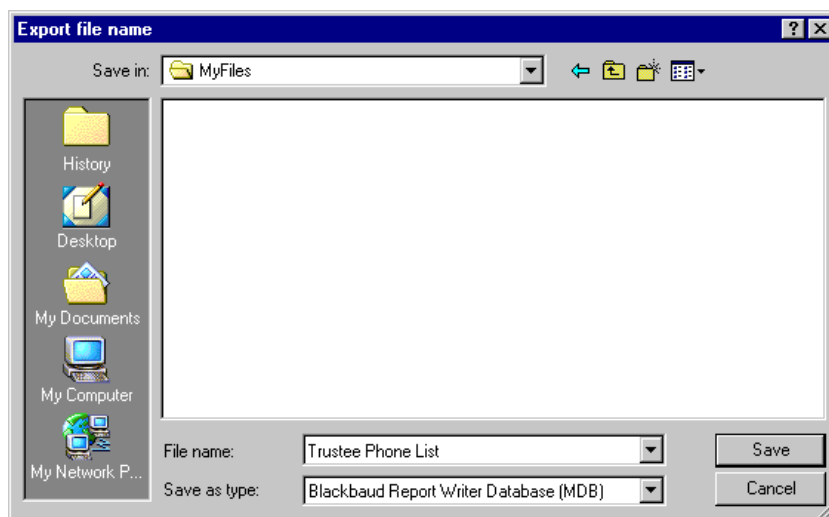 Export file name
Save in: MyFiles
History
Desktop
My Documents
My Computer
My Network P...
File name: Trustee Phone List Save
Save as type: Blackbaud Report Writer Database (MDB) Cancel